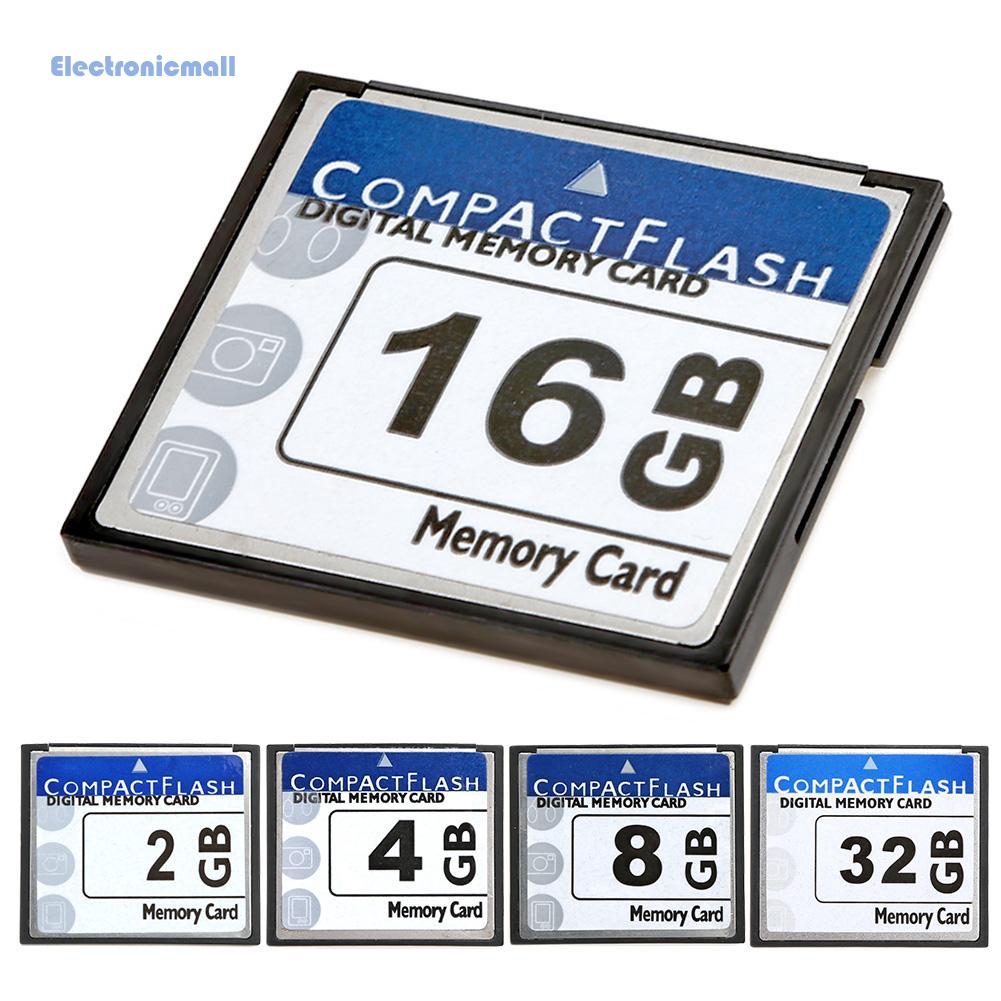 Electronicmall
COMPACTFLASH
DIGITAL MEMORY CARD
16 GB
Memory Card
COMPACTFLASH
DIGITAL MEMORY CARD
2 GB
Memory Card
COMPACTFLASH
DIGITAL MEMORY CARD
4 GB
Memory Card
COMPACTFLASH
DIGITAL MEMORY CARD
8 GB
Memory Card
COMPACTFLASH
DIGITAL MEMORY CARD
32 GB
Memory Card